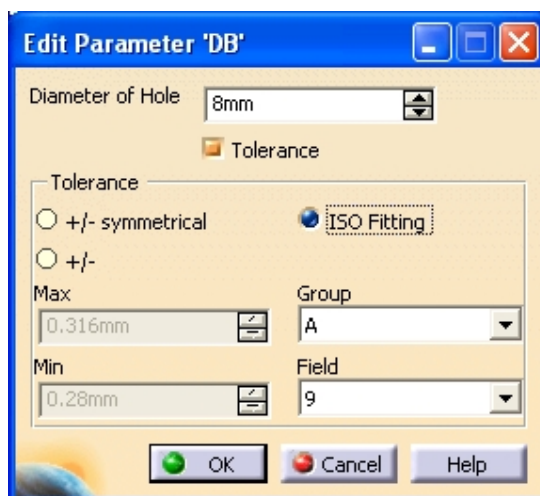 Edit Parameter 'DB'
Diameter of Hole 8mm
Tolerance
Tolerance
+/- symmetrical ISO Fitting
+/-
Max Group
0.316mm A
Min Field
0.28mm 9
OK Cancel Help